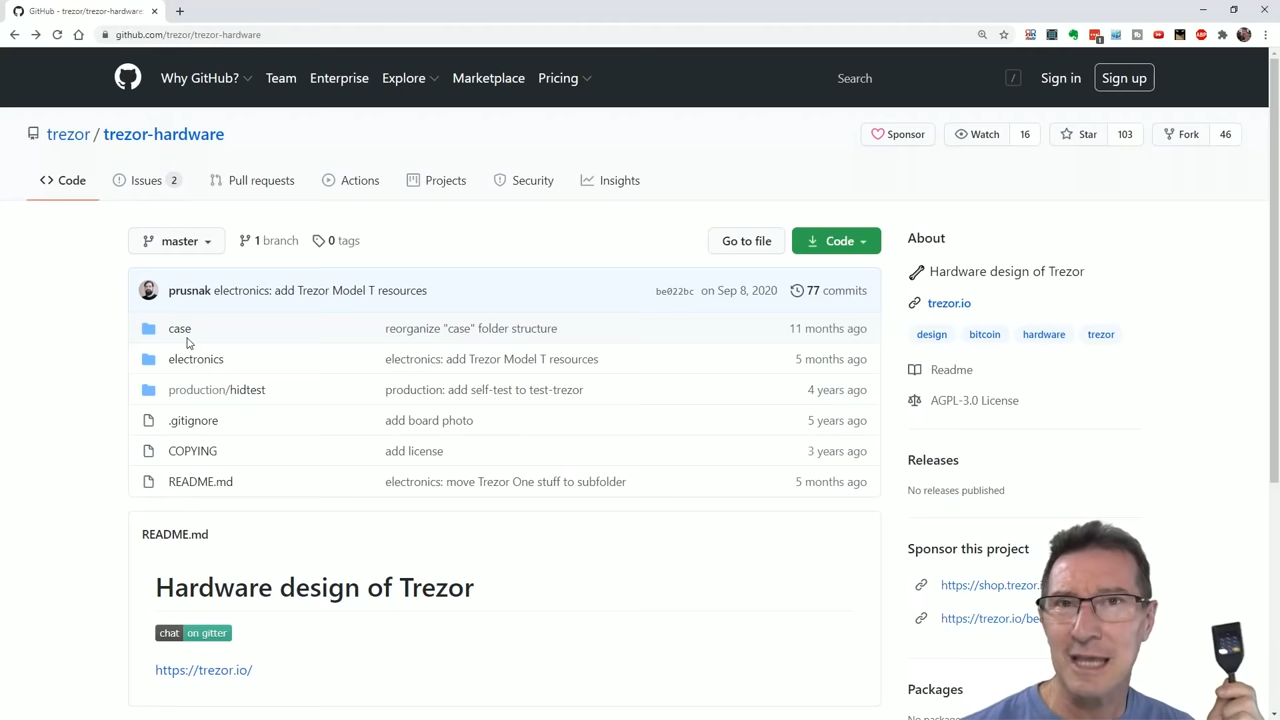 GitHub - trezor/trezor-hardware:
github.com/trezor/trezor-hardware
1
Why GitHub? Team Enterprise Explore Marketplace Pricing Search / Sign in Sign up
trezor / trezor-hardware Sponsor Watch 16 Star 103 Fork 46
Code Issues 2 Pull requests Actions Projects Security Insights
master 1 branch 0 tags Go to file Code
prusnak electronics: add Trezor Model T resources be022bc on Sep 8, 2020 77 commits
case reorganize "case" folder structure 11 months ago
electronics electronics: add Trezor Model T resources 5 months ago
production/hidtest production: add self-test to test-trezor 4 years ago
.gitignore add board photo 5 years ago
COPYING add license 3 years ago
README.md electronics: move Trezor One stuff to subfolder 5 months ago
README.md
Hardware design of Trezor
chat on gitter
https://trezor.io/
About
Hardware design of Trezor
trezor.io
design bitcoin hardware trezor
Readme
AGPL-3.0 License
Releases
No releases published
Sponsor this project
https://shop.trezor.
https://trezor.io/be
Packages